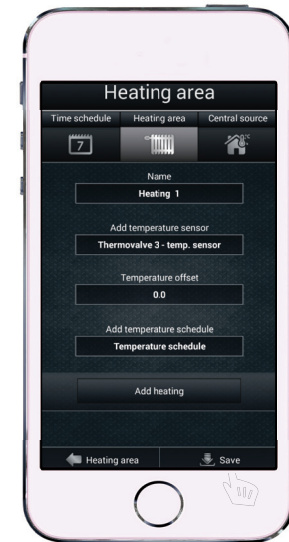 Heating area
Time schedule Heating area Central source
7 °C
Name
Heating 1
Add temperature sensor
Thermovalve 3 - temp. sensor
Temperature offset
0.0
Add temperature schedule
Temperature schedule
Add heating
Heating area Save